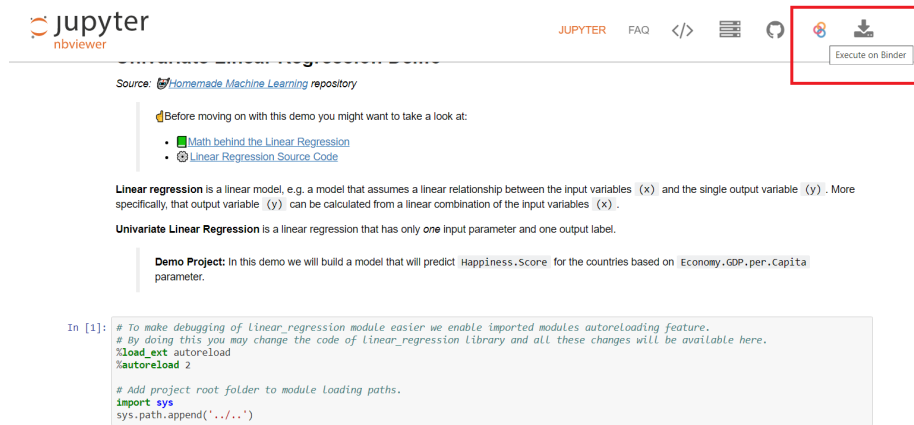 jupyter
nbviewer
JUPYTER FAQ </>
Execute on Binder
Univariate Linear Regression Demo
Source: Homemade Machine Learning repository
Before moving on with this demo you might want to take a look at:
Math behind the Linear Regression
Linear Regression Source Code
Linear regression is a linear model, e.g. a model that assumes a linear relationship between the input variables (x) and the single output variable (y) . More
specifically, that output variable (y) can be calculated from a linear combination of the input variables (x) .
Univariate Linear Regression is a linear regression that has only one input parameter and one output label.
Demo Project: In this demo we will build a model that will predict Happiness.Score for the countries based on Economy.GDP.per.Capita
parameter.
In [1]: # To make debugging of linear_regression module easier we enable imported modules autoreloading feature.
# By doing this you may change the code of linear_regression library and all these changes will be available here.
%load_ext autoreload
%autoreload 2
# Add project root folder to module loading paths.
import sys
sys.path.append('../..')